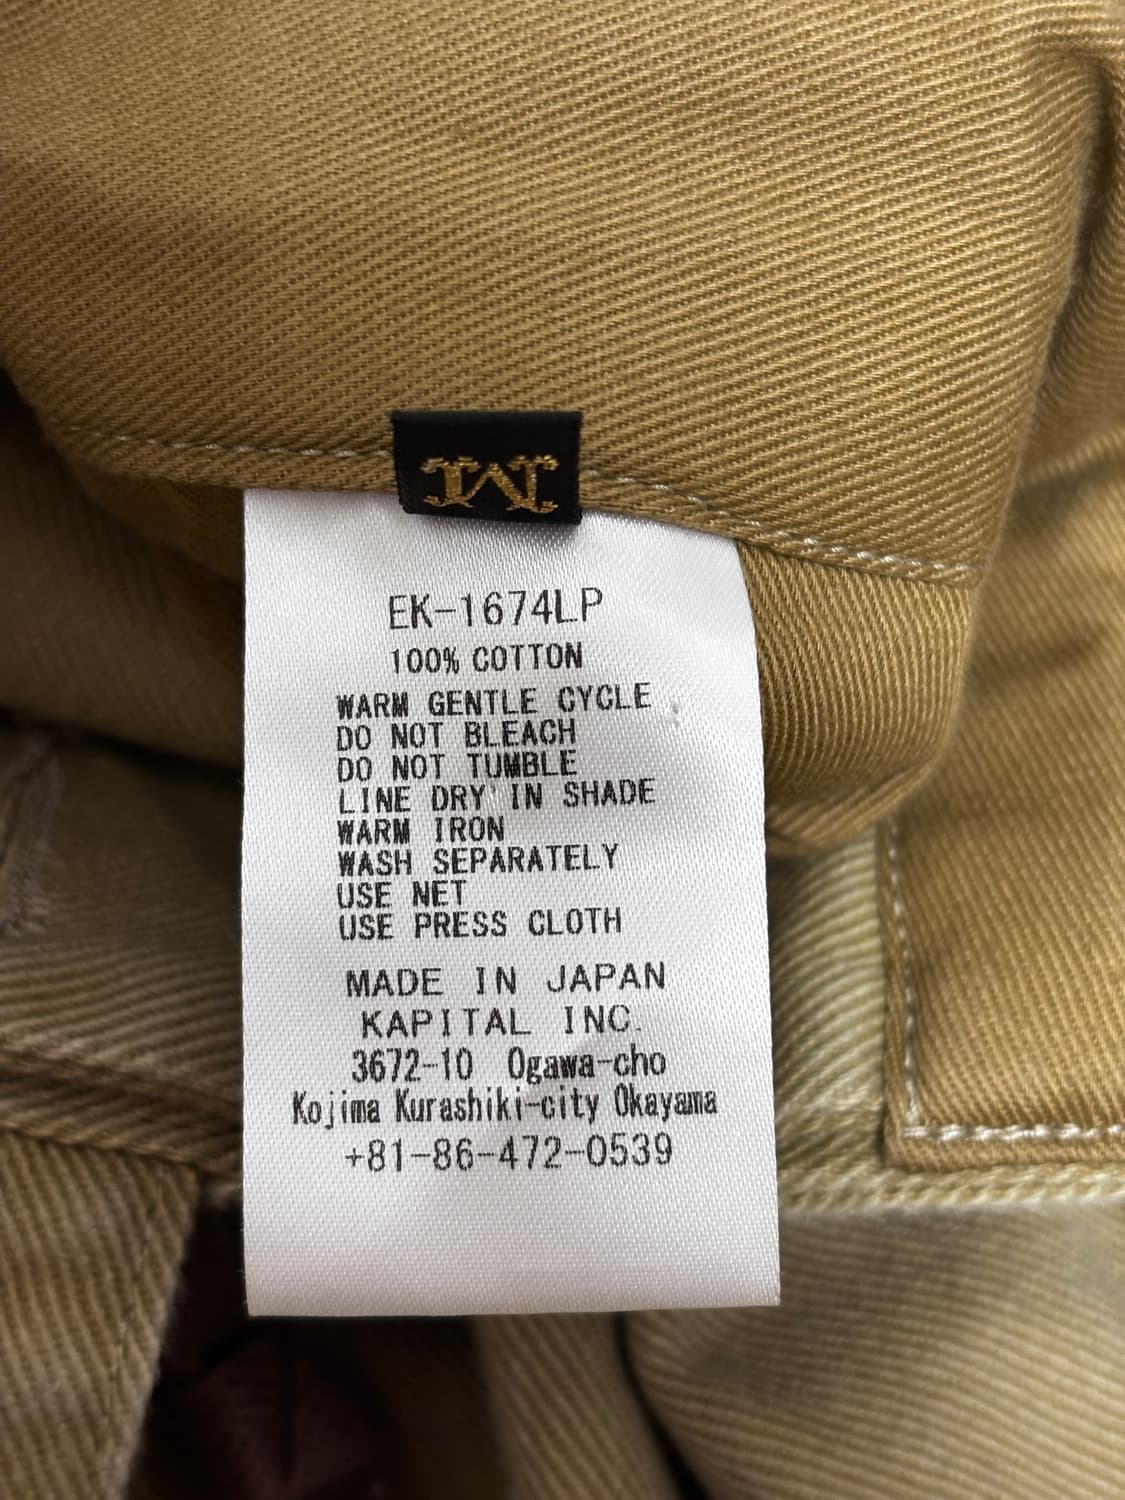 M
EK-1674LP
100% COTTON
WARM GENTLE CYCLE
DO NOT BLEACH
DO NOT TUMBLE
LINE DRY IN SHADE
WARM IRON
WASH SEPARATELY
USE NET
USE PRESS CLOTH
MADE IN JAPAN
KAPITAL INC.
3672-10 Ogawa-cho
Kojima Kurashiki-city Okayama
+81-86-472-0539